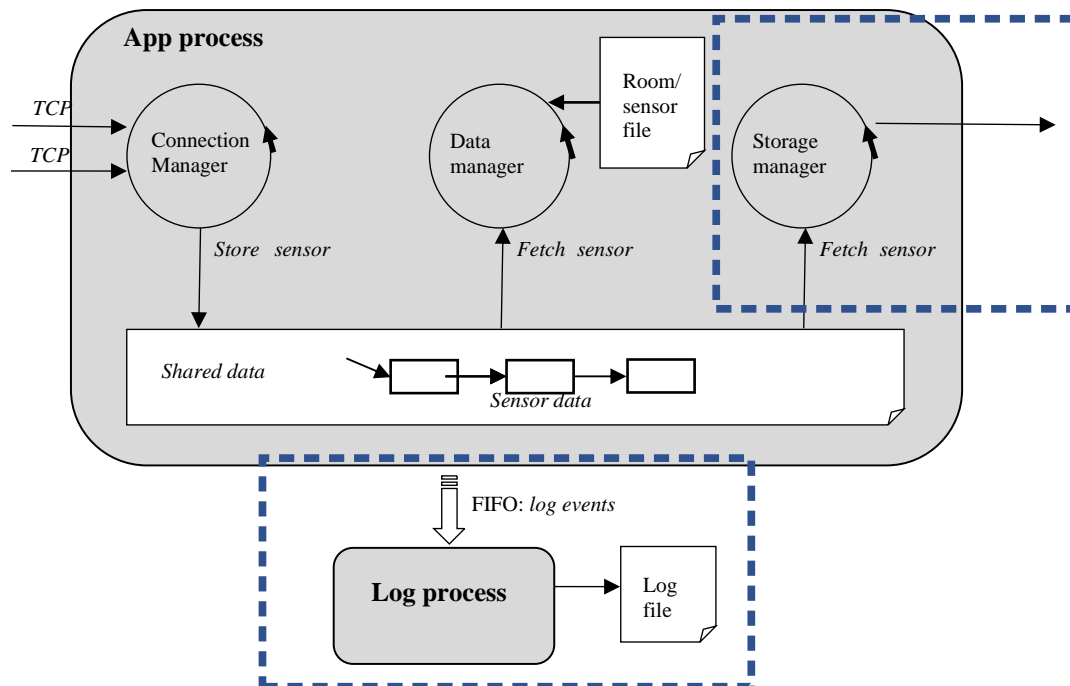 App process
TCP
TCP
Connection
Manager
Data
manager
Room/
sensor
file
Storage
manager
Store sensor
Fetch sensor
Fetch sensor
Shared data
Sensor data
FIFO: log events
Log process
Log
file